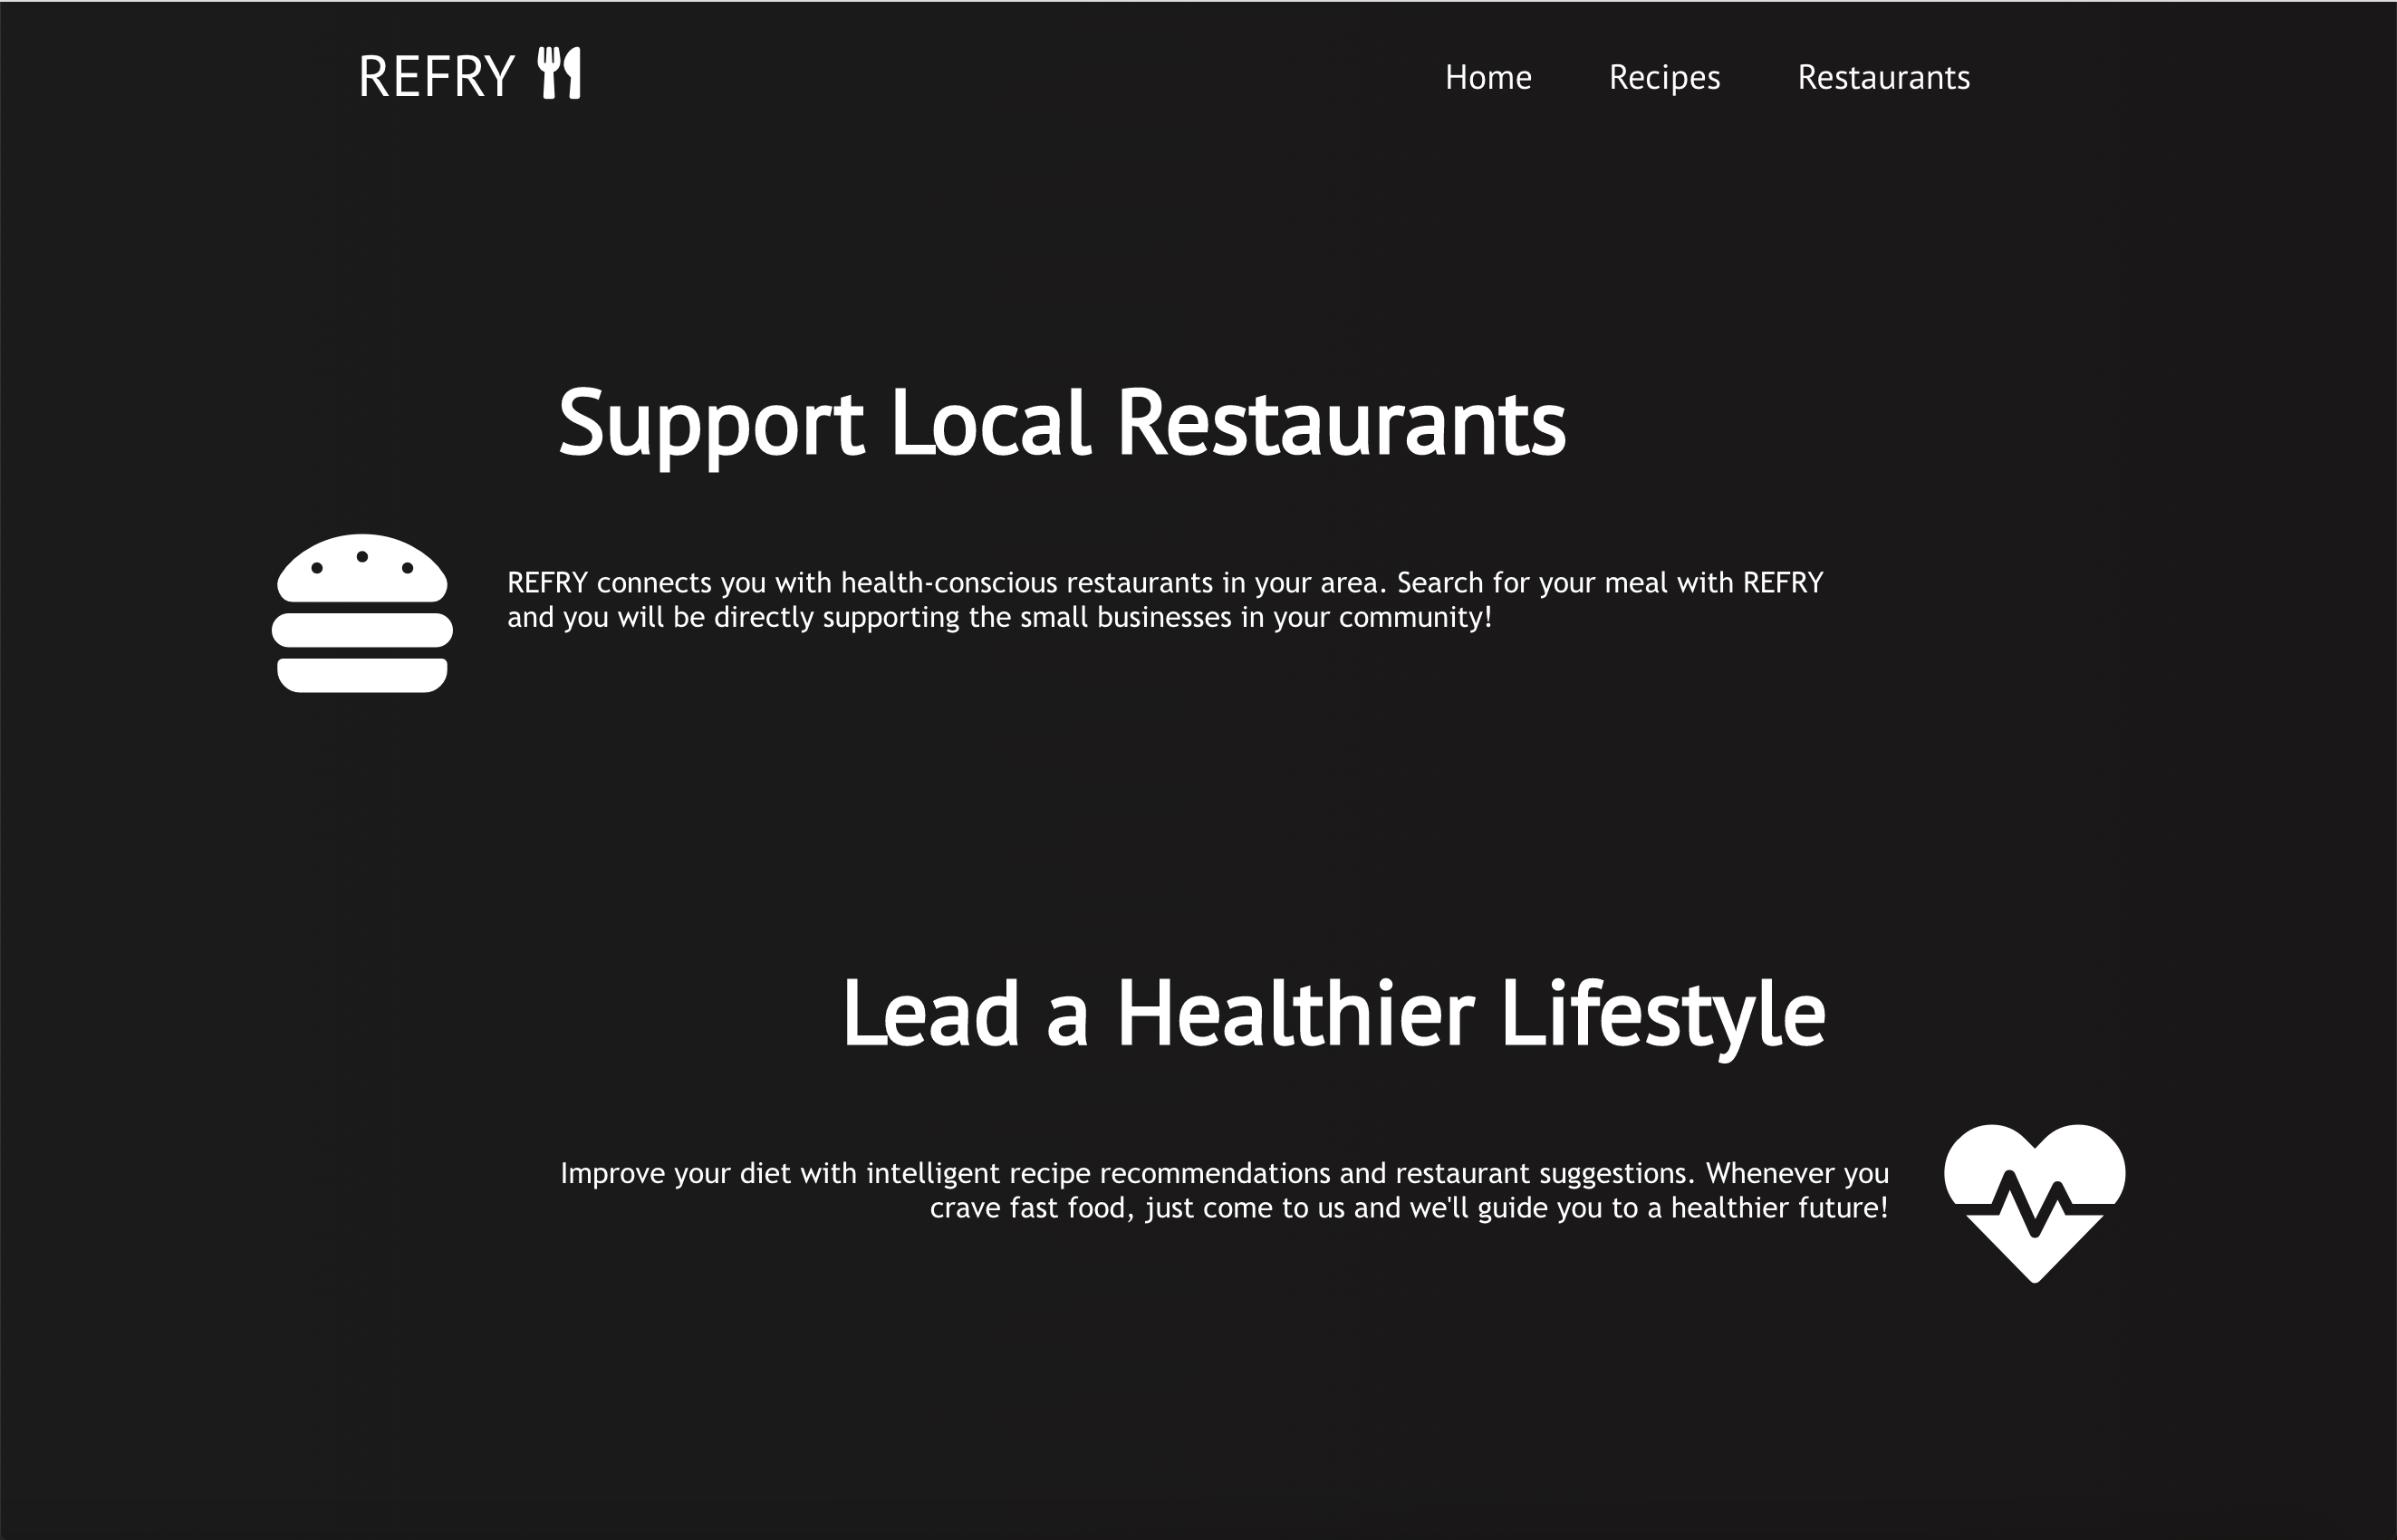 REFRY
Home Recipes Restaurants
Support Local Restaurants
REFRY connects you with health-conscious restaurants in your area. Search for your meal with REFRY
and you will be directly supporting the small businesses in your community!
Lead a Healthier Lifestyle
Improve your diet with intelligent recipe recommendations and restaurant suggestions. Whenever you
crave fast food, just come to us and we'll guide you to a healthier future!